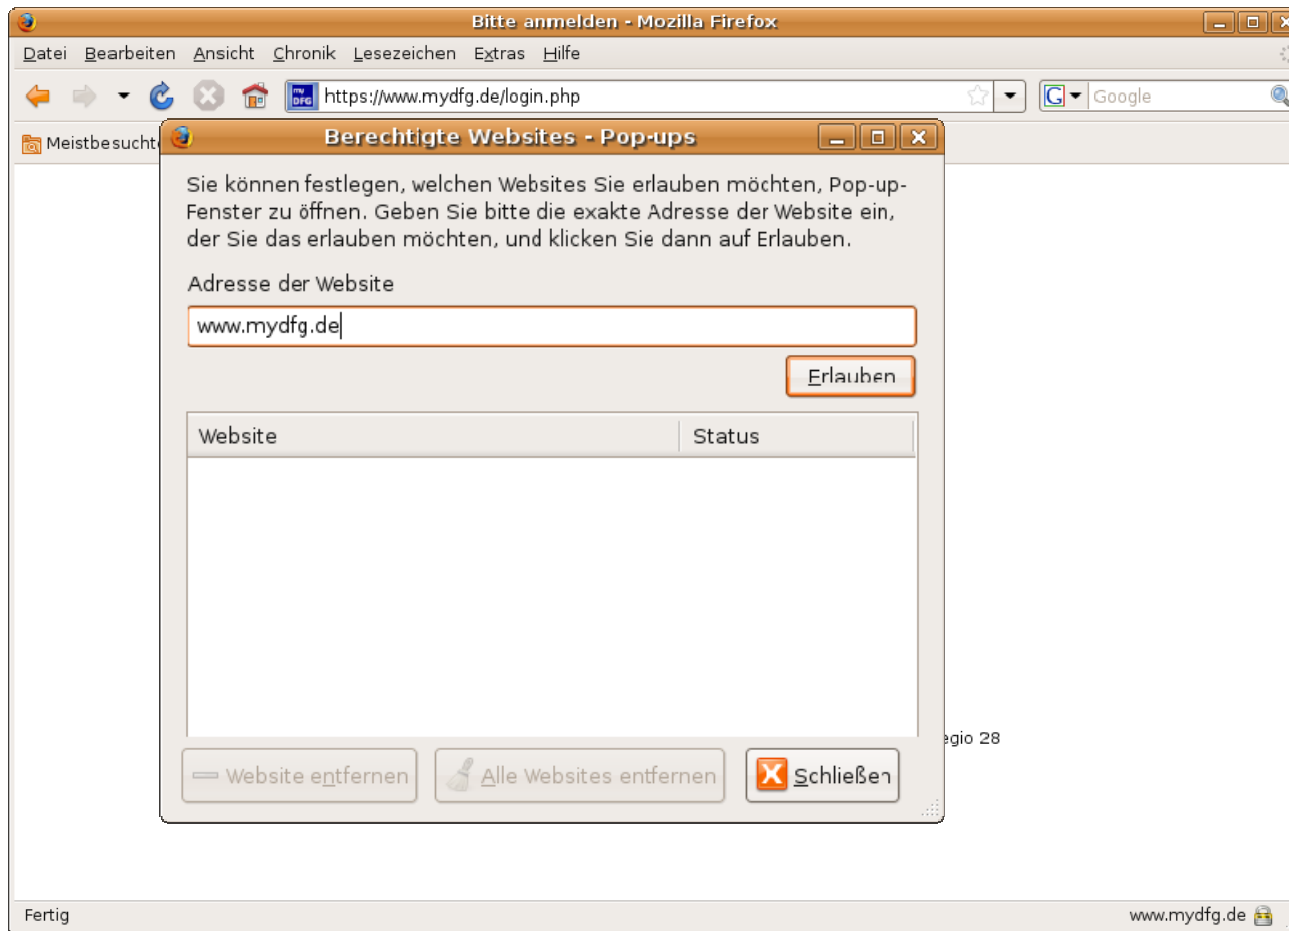 Bitte anmelden - Mozilla Firefox
Datei Bearbeiten Ansicht Chronik Lesezeichen Extras Hilfe
my DFG https://www.mydfg.de/login.php G Google
Meistbesucht
Berechtigte Websites - Pop-ups
Sie können festlegen, welchen Websites Sie erlauben möchten, Pop-up-
Fenster zu öffnen. Geben Sie bitte die exakte Adresse der Website ein,
der Sie das erlauben möchten, und klicken Sie dann auf Erlauben.
Adresse der Website
www.mydfg.de
Erlauben
Website Status
egio 28
Website entfernen Alle Websites entfernen Schließen
Fertig www.mydfg.de